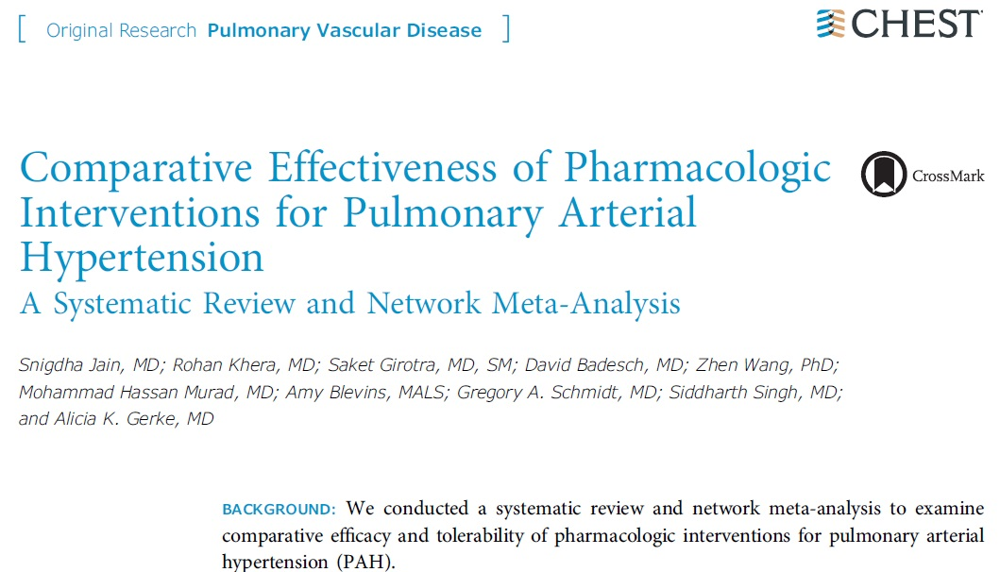 [ Original Research Pulmonary Vascular Disease ]
CHEST
Comparative Effectiveness of Pharmacologic
Interventions for Pulmonary Arterial
Hypertension
CrossMark
A Systematic Review and Network Meta-Analysis
Snigdha Jain, MD; Rohan Khera, MD; Saket Girotra, MD, SM; David Badesch, MD; Zhen Wang, PhD;
Mohammad Hassan Murad, MD; Amy Blevins, MALS; Gregory A. Schmidt, MD; Siddharth Singh, MD;
and Alicia K. Gerke, MD
BACKGROUND: We conducted a systematic review and network meta-analysis to examine
comparative efficacy and tolerability of pharmacologic interventions for pulmonary arterial
hypertension (PAH).